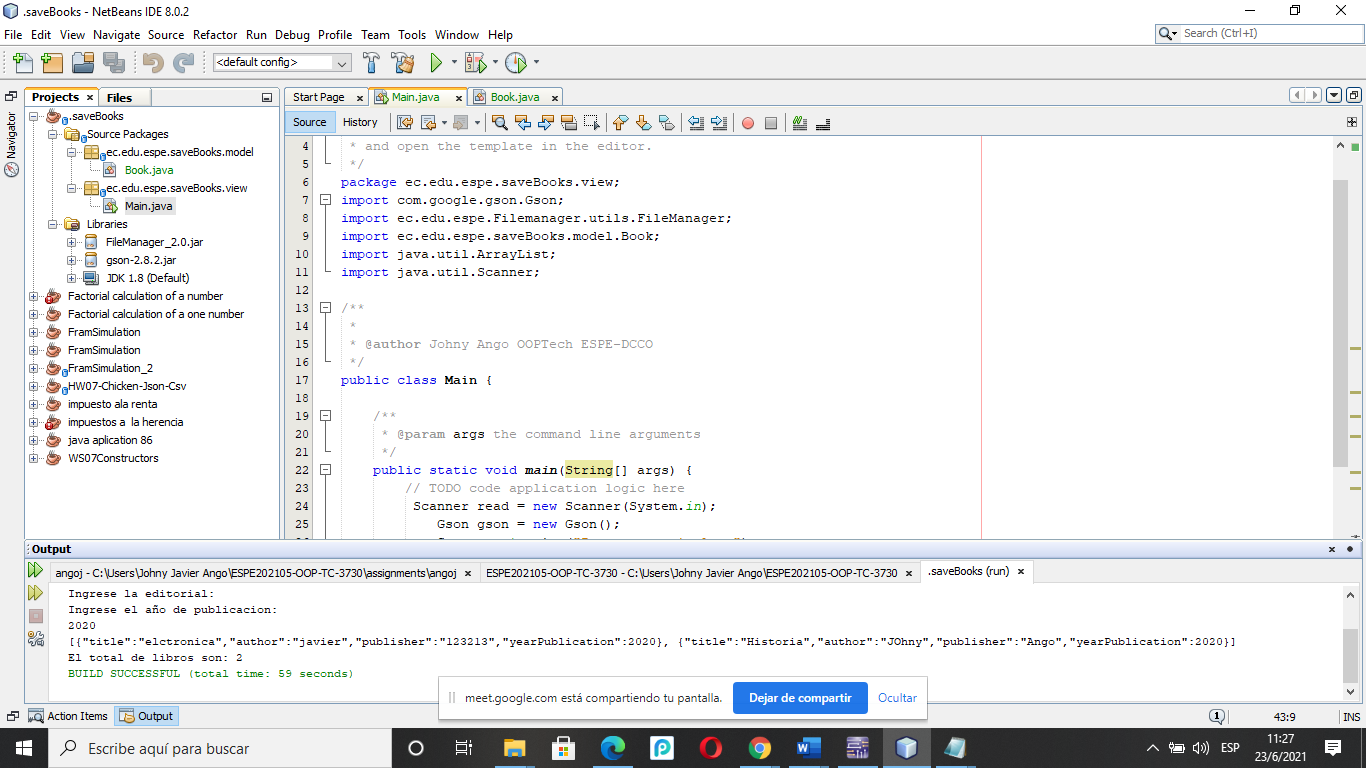 .saveBooks - NetBeans IDE 8.0.2
File Edit View Navigate Source Refactor Run Debug Profile Team Tools Window Help
Search (Ctrl+I)
<default config>
Projects Files
Navigator
.saveBooks
Source Packages
ec.edu.espe.saveBooks.model
Book.java
ec.edu.espe.saveBooks.view
Main.java
Libraries
FileManager_2.0.jar
gson-2.8.2.jar
JDK 1.8 (Default)
Factorial calculation of a number
Factorial calculation of a one number
FramSimulation
FramSimulation
FramSimulation_2
HW07-Chicken-Json-Csv
impuesto ala renta
impuestos a  la herencia
java aplication 86
WS07Constructors
Start Page Main.java Book.java
Source History
4 * and open the template in the editor.
5 */
6 package ec.edu.espe.saveBooks.view;
7 import com.google.gson.Gson;
8 import ec.edu.espe.Filemanager.utils.FileManager;
9 import ec.edu.espe.saveBooks.model.Book;
10 import java.util.ArrayList;
11 import java.util.Scanner;
12
13 /**
14 *
15 * @author Johny Ango OOPTech ESPE-DCCO
16 */
17 public class Main {
18
19 /**
20 * @param args the command line arguments
21 */
22 public static void main(String[] args) {
23 // TODO code application logic here
24 Scanner read = new Scanner(System.in);
25 Gson gson = new Gson();
Output
angoj - C:\Users\Johny Javier Ango\ESPE202105-OOP-TC-3730\assignments\angoj ESPE202105-OOP-TC-3730 - C:\Users\Johny Javier Ango\ESPE202105-OOP-TC-3730 .saveBooks (run)
Ingrese la editorial:
Ingrese el año de publicacion:
2020
[{"title":"elctronica","author":"javier","publisher":"123213","yearPublication":2020}, {"title":"Historia","author":"JOhny","publisher":"Ango","yearPublication":2020}]
El total de libros son: 2
BUILD SUCCESSFUL (total time: 59 seconds)
meet.google.com está compartiendo tu pantalla. Dejar de compartir Ocultar
Action Items Output
1 43:9 INS
Escribe aquí para buscar
ESP
11:27
23/6/2021